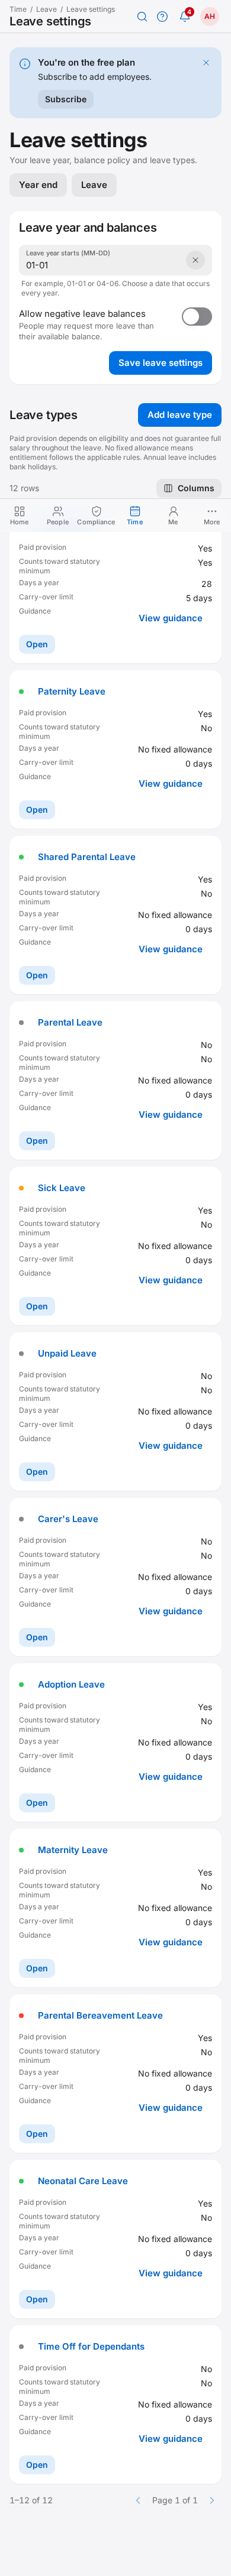 Time / Leave / Leave settings
Leave settings
4
AH
You're on the free plan
Subscribe to add employees.
Subscribe
Leave settings
Your leave year, balance policy and leave types.
Year end
Leave
Leave year and balances
Leave year starts (MM-DD)
01-01
For example, 01-01 or 04-06. Choose a date that occurs
every year.
Allow negative leave balances
People may request more leave than
their available balance.
Save leave settings
Leave types
Add leave type
Paid provision depends on eligibility and does not guarantee full
salary throughout the leave. No fixed allowance means
entitlement follows the applicable rules. Annual leave includes
bank holidays.
12 rows
Columns
Home
People
Compliance
Time
Me
More
Paid provision
Yes
Counts toward statutory
minimum
Yes
Days a year
28
Carry-over limit
5 days
Guidance
View guidance
Open
Paternity Leave
Paid provision
Yes
Counts toward statutory
minimum
No
Days a year
No fixed allowance
Carry-over limit
0 days
Guidance
View guidance
Open
Shared Parental Leave
Paid provision
Yes
Counts toward statutory
minimum
No
Days a year
No fixed allowance
Carry-over limit
0 days
Guidance
View guidance
Open
Parental Leave
Paid provision
No
Counts toward statutory
minimum
No
Days a year
No fixed allowance
Carry-over limit
0 days
Guidance
View guidance
Open
Sick Leave
Paid provision
Yes
Counts toward statutory
minimum
No
Days a year
No fixed allowance
Carry-over limit
0 days
Guidance
View guidance
Open
Unpaid Leave
Paid provision
No
Counts toward statutory
minimum
No
Days a year
No fixed allowance
Carry-over limit
0 days
Guidance
View guidance
Open
Carer's Leave
Paid provision
No
Counts toward statutory
minimum
No
Days a year
No fixed allowance
Carry-over limit
0 days
Guidance
View guidance
Open
Adoption Leave
Paid provision
Yes
Counts toward statutory
minimum
No
Days a year
No fixed allowance
Carry-over limit
0 days
Guidance
View guidance
Open
Maternity Leave
Paid provision
Yes
Counts toward statutory
minimum
No
Days a year
No fixed allowance
Carry-over limit
0 days
Guidance
View guidance
Open
Parental Bereavement Leave
Paid provision
Yes
Counts toward statutory
minimum
No
Days a year
No fixed allowance
Carry-over limit
0 days
Guidance
View guidance
Open
Neonatal Care Leave
Paid provision
Yes
Counts toward statutory
minimum
No
Days a year
No fixed allowance
Carry-over limit
0 days
Guidance
View guidance
Open
Time Off for Dependants
Paid provision
No
Counts toward statutory
minimum
No
Days a year
No fixed allowance
Carry-over limit
0 days
Guidance
View guidance
Open
1–12 of 12
Page 1 of 1